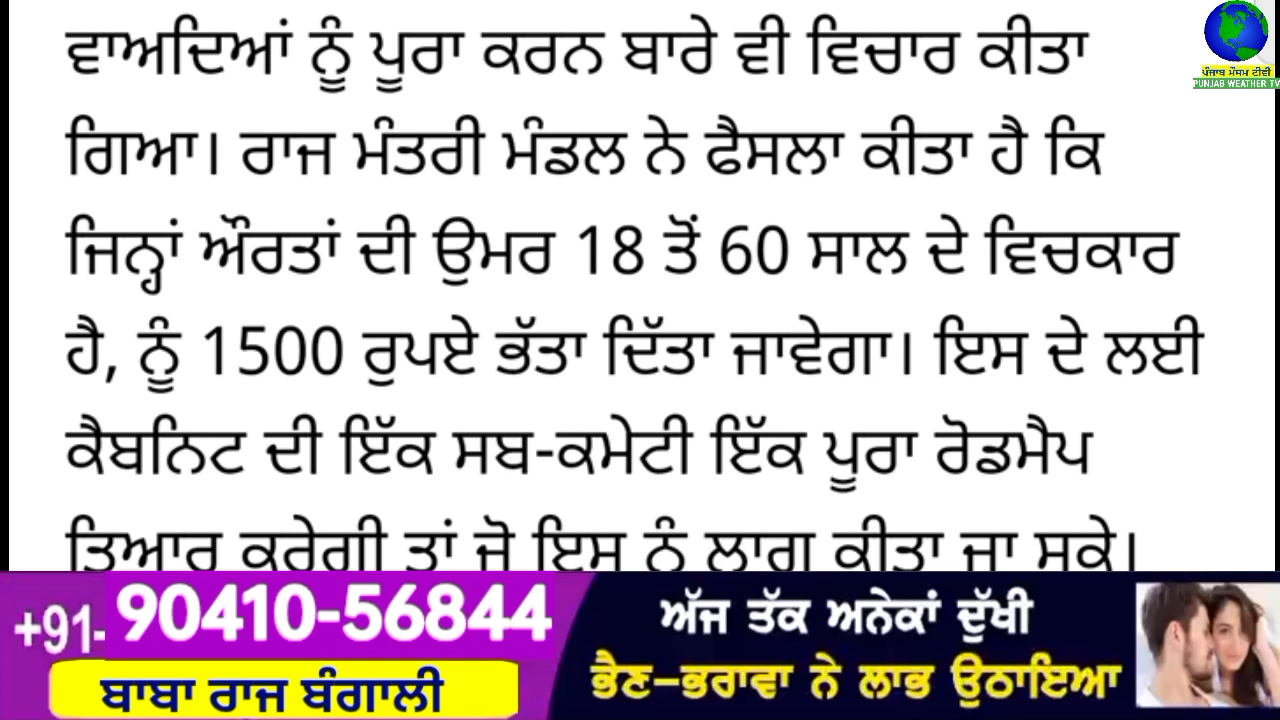 ਵਾਅਦਿਆਂ ਨੂੰ ਪੂਰਾ ਕਰਨ ਬਾਰੇ ਵੀ ਵਿਚਾਰ ਕੀਤਾ
ਗਿਆ। ਰਾਜ ਮੰਤਰੀ ਮੰਡਲ ਨੇ ਫੈਸਲਾ ਕੀਤਾ ਹੈ ਕਿ
ਜਿਨ੍ਹਾਂ ਔਰਤਾਂ ਦੀ ਉਮਰ 18 ਤੋਂ 60 ਸਾਲ ਦੇ ਵਿਚਕਾਰ
ਹੈ, ਨੂੰ 1500 ਰੁਪਏ ਭੱਤਾ ਦਿੱਤਾ ਜਾਵੇਗਾ। ਇਸ ਦੇ ਲਈ
ਕੈਬਨਿਟ ਦੀ ਇੱਕ ਸਬ-ਕਮੇਟੀ ਇੱਕ ਪੂਰਾ ਰੋਡਮੈਪ
ਤਿਆਰ ਕਰੇਗੀ ਤਾਂ ਜੋ ਇਸ ਨੂੰ ਲਾਗੂ ਕੀਤਾ ਜਾ ਸਕੇ।
ਪੰਜਾਬ ਮੌਸਮ ਟੀਵੀ
PUNJAB WEATHER TV
+91-90410-56844
ਬਾਬਾ ਰਾਜ ਬੰਗਾਲੀ
ਅੱਜ ਤੱਕ ਅਨੇਕਾਂ ਦੁੱਖੀ
ਭੈਣ-ਭਰਾਵਾ ਨੇ ਲਾਭ ਉਠਾਇਆ